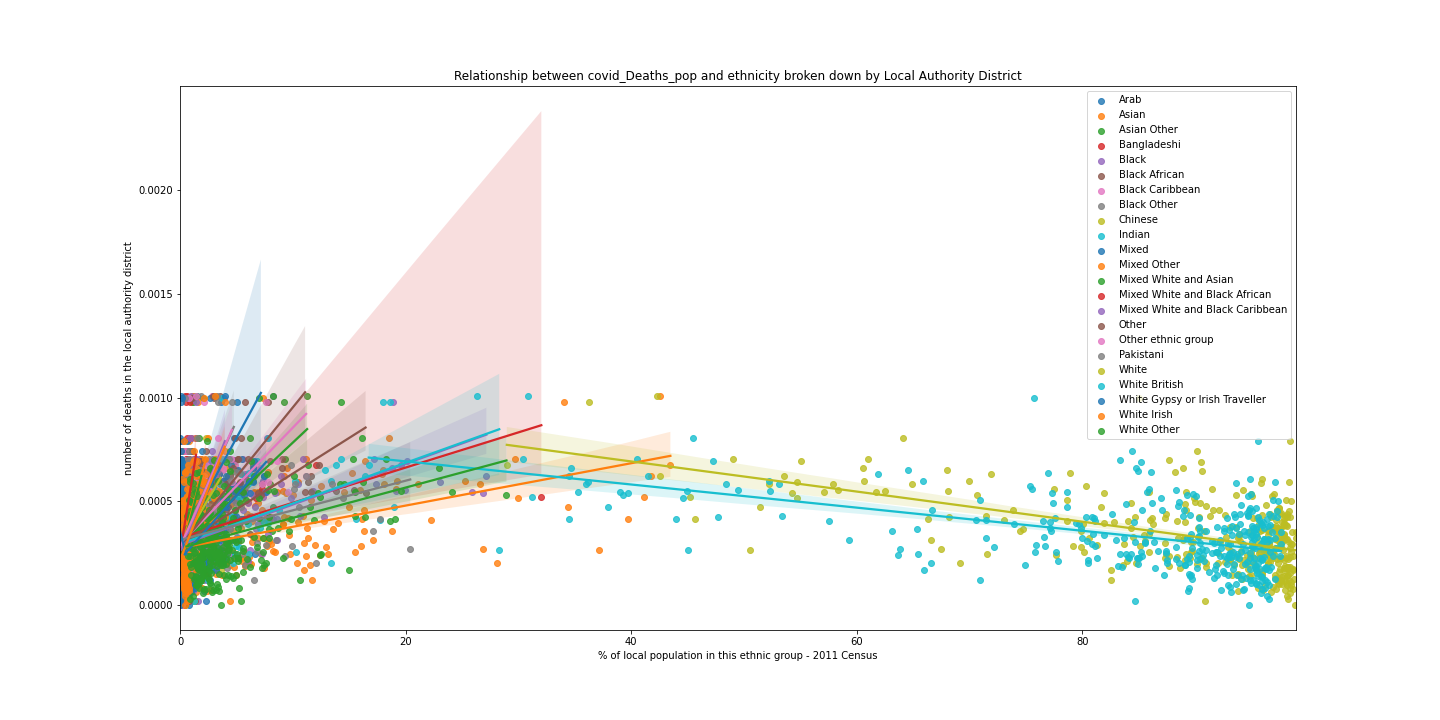 Relationship between covid_Deaths_pop and ethnicity broken down by Local Authority District
number of deaths in the local authority district
0.0020
0.0015
0.0010
0.0005
0.0000
0
20
40
60
80
% of local population in this ethnic group - 2011 Census
Arab
Asian
Asian Other
Bangladeshi
Black
Black African
Black Caribbean
Black Other
Chinese
Indian
Mixed
Mixed Other
Mixed White and Asian
Mixed White and Black African
Mixed White and Black Caribbean
Other
Other ethnic group
Pakistani
White
White British
White Gypsy or Irish Traveller
White Irish
White Other